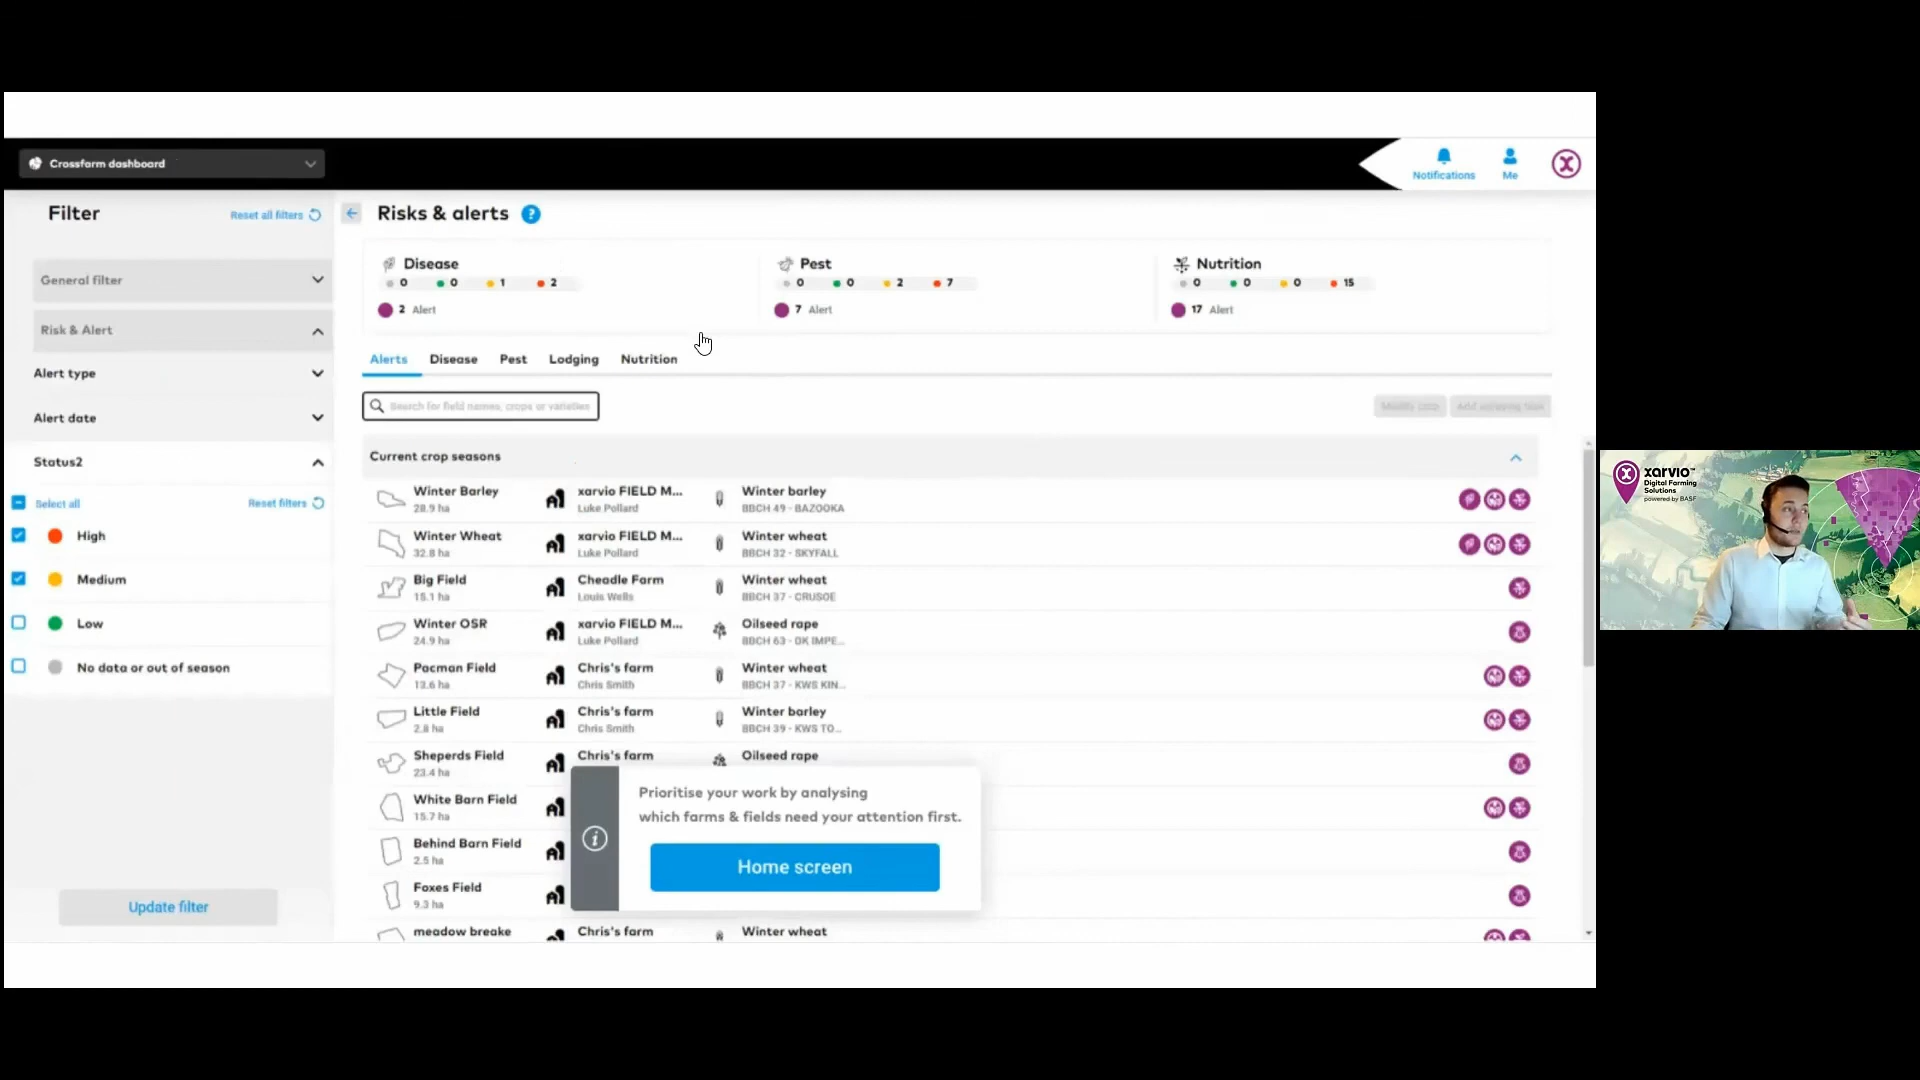 Crossfarm dashboard
Notifications
Me
Filter
Reset all filters
Risks & alerts ?
General filter
Risk & Alert
Alert type
Alert date
Status2
Select all
Reset filters
High
Medium
Low
No data or out of season
Update filter
Disease
0 0 1 2
2 Alert
Pest
0 0 2 7
7 Alert
Nutrition
0 0 0 15
17 Alert
Alerts Disease Pest Lodging Nutrition
Search for field names, crops or varieties
Modify crop
Add spraying task
Current crop seasons
Winter Barley xarvio FIELD M... Winter barley
28.9 ha Luke Pollard BBCH 49 - BAZOOKA
Winter Wheat xarvio FIELD M... Winter wheat
32.8 ha Luke Pollard BBCH 32 - SKYFALL
Big Field Cheadle Farm Winter wheat
15.1 ha Louis Wells BBCH 37 - CRUSOE
Winter OSR xarvio FIELD M... Oilseed rape
24.9 ha Luke Pollard BBCH 63 - DK IMPE...
Pacman Field Chris's farm Winter wheat
13.6 ha Chris Smith BBCH 37 - KWS KIN...
Little Field Chris's farm Winter barley
2.8 ha Chris Smith BBCH 39 - KWS TO...
Sheperds Field Chris's farm Oilseed rape
23.4 ha
White Barn Field
15.7 ha
Behind Barn Field
2.5 ha
Foxes Field
9.3 ha
meadow breake Chris's farm Winter wheat
Prioritise your work by analysing
which farms & fields need your attention first.
Home screen
xarvio™
Digital Farming
Solutions
powered by BASF